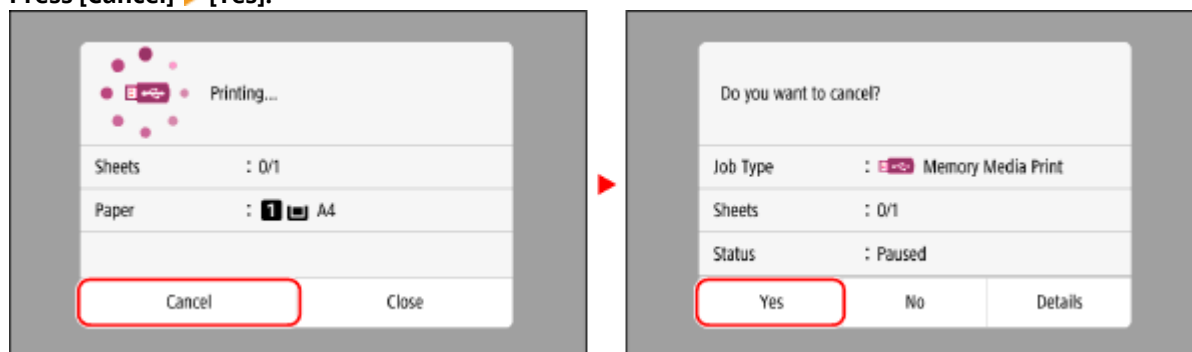 Press [Cancel] [Yes].
Printing...
Sheets : 0/1
Paper : 1 A4
Cancel Close
Do you want to cancel?
Job Type : Memory Media Print
Sheets : 0/1
Status : Paused
Yes No Details